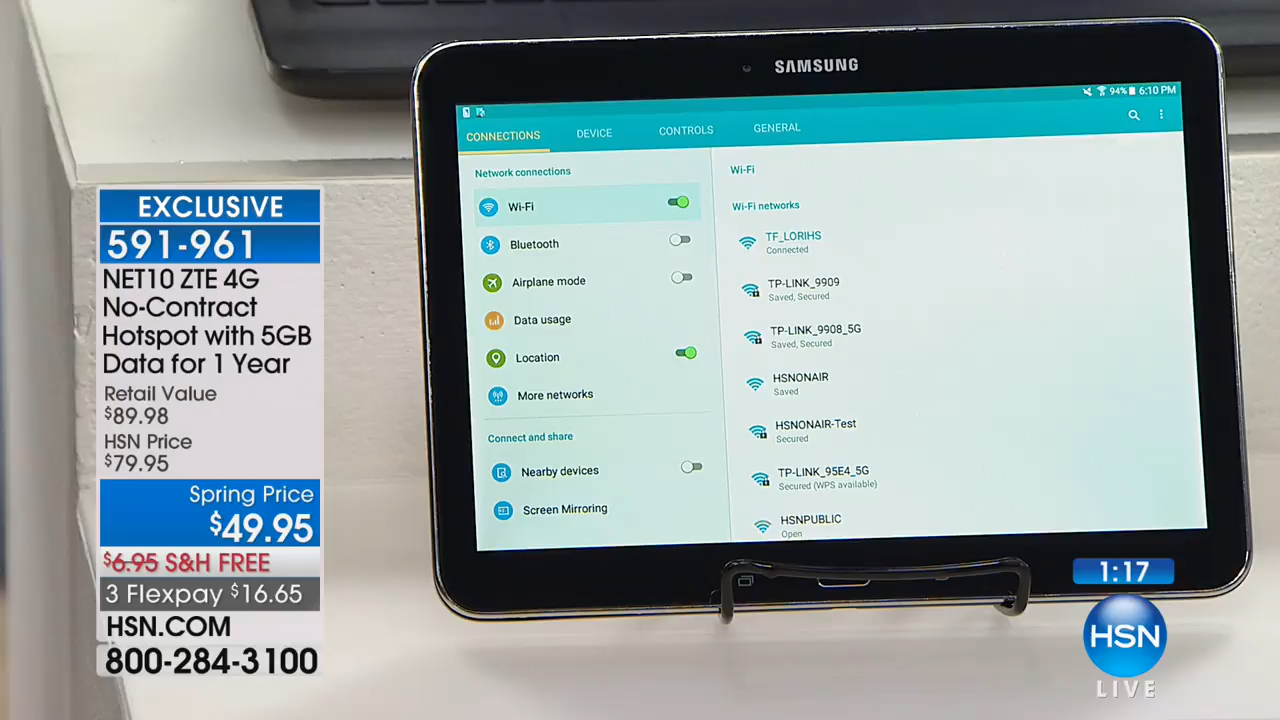 EXCLUSIVE
591-961
NET10 ZTE 4G
No-Contract
Hotspot with 5GB
Data for 1 Year
Retail Value
$89.98
HSN Price
$79.95
Spring Price
$49.95
$6.95 S&H FREE
3 Flexpay $16.65
HSN.COM
800-284-3100
SAMSUNG
94% 6:10 PM
CONNECTIONS
DEVICE
CONTROLS
GENERAL
Network connections
Wi-Fi
Bluetooth
Airplane mode
Data usage
Location
More networks
Connect and share
Nearby devices
Screen Mirroring
Wi-Fi
Wi-Fi networks
TF_LORIHS
Connected
TP-LINK_9909
Saved, Secured
TP-LINK_9908_5G
Saved, Secured
HSNONAIR
Saved
HSNONAIR-Test
Secured
TP-LINK_95E4_5G
Secured (WPS available)
HSNPUBLIC
Open
1:17
HSN
LIVE